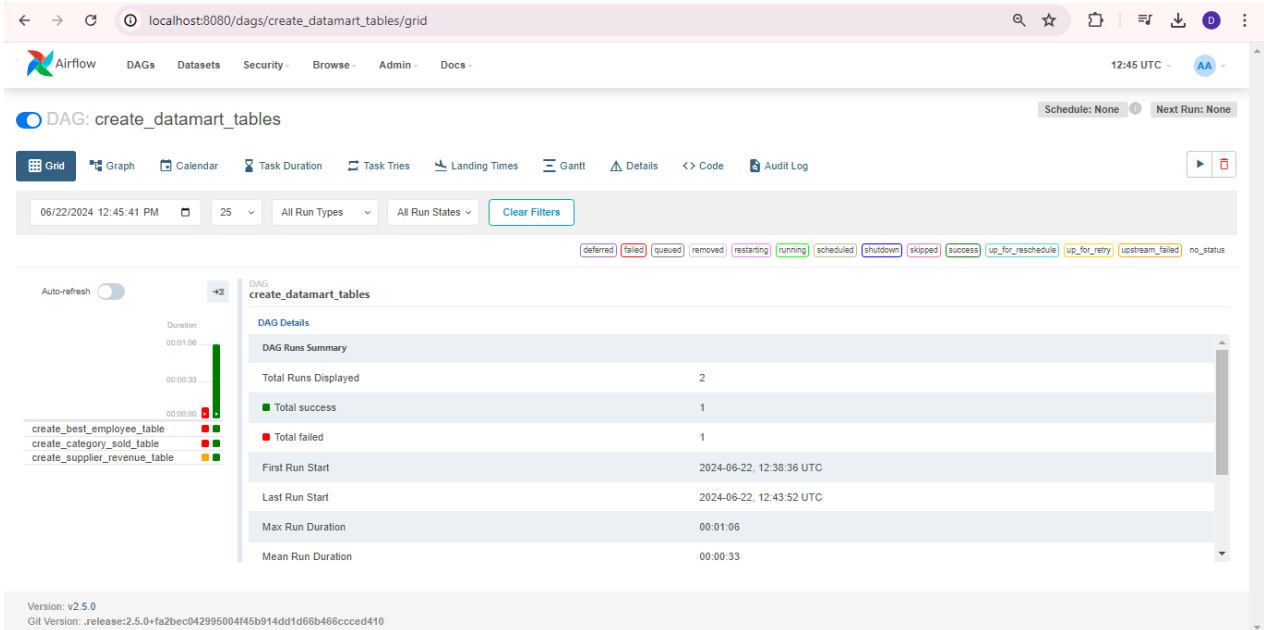 localhost:8080/dags/create_datamart_tables/grid
D
Airflow DAGs Datasets Security Browse Admin Docs 12:45 UTC AA
DAG: create_datamart_tables Schedule: None i Next Run: None
Grid Graph Calendar Task Duration Task Tries Landing Times Gantt Details <> Code Audit Log
06/22/2024 12:45:41 PM 25 All Run Types All Run States Clear Filters
deferred failed queued removed restarting running scheduled shutdown skipped success up_for_reschedule up_for_retry upstream_failed no_status
Auto-refresh
DAG
create_datamart_tables
Duration
00:01:06
00:00:33
00:00:00
create_best_employee_table
create_category_sold_table
create_supplier_revenue_table
DAG Details
DAG Runs Summary
Total Runs Displayed 2
Total success 1
Total failed 1
First Run Start 2024-06-22, 12:38:36 UTC
Last Run Start 2024-06-22, 12:43:52 UTC
Max Run Duration 00:01:06
Mean Run Duration 00:00:33
Version: v2.5.0
Git Version: .release:2.5.0+fa2bec042995004f45b914dd1d66b466ccced410